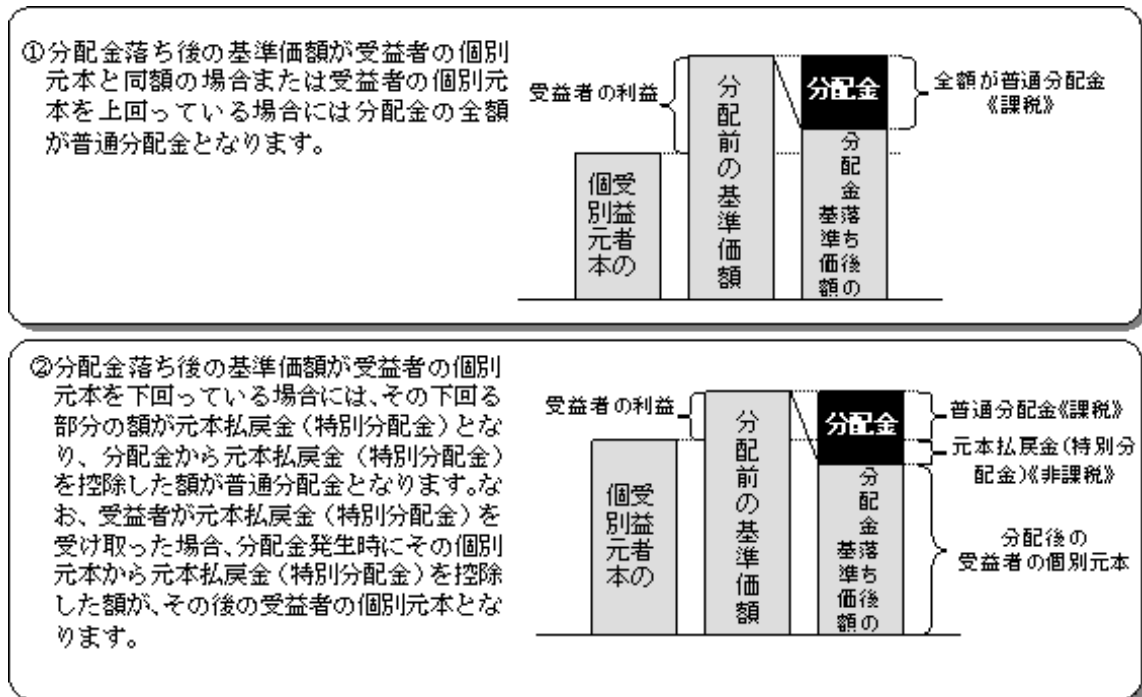 ①分配金落ち後の基準価額が受益者の個別
元本と同額の場合または受益者の個別元
本を上回っている場合には分配金の全額
が普通分配金となります。
受益者の利益
受益者の
個別元本
分配前の基準価額
分配金
分配金落ち後の
基準価額
全額が普通分配金
《課税》
②分配金落ち後の基準価額が受益者の個別
元本を下回っている場合には、その下回る
部分の額が元本払戻金（特別分配金）とな
り、分配金から元本払戻金（特別分配金）
を控除した額が普通分配金となります。な
お、受益者が元本払戻金（特別分配金）を
受け取った場合、分配金発生時にその個別
元本から元本払戻金（特別分配金）を控除
した額が、その後の受益者の個別元本とな
ります。
受益者の利益
受益者の
個別元本
分配前の基準価額
分配金
分配金落ち後の
基準価額
普通分配金《課税》
元本払戻金（特別分
配金）《非課税》
分配後の
受益者の個別元本